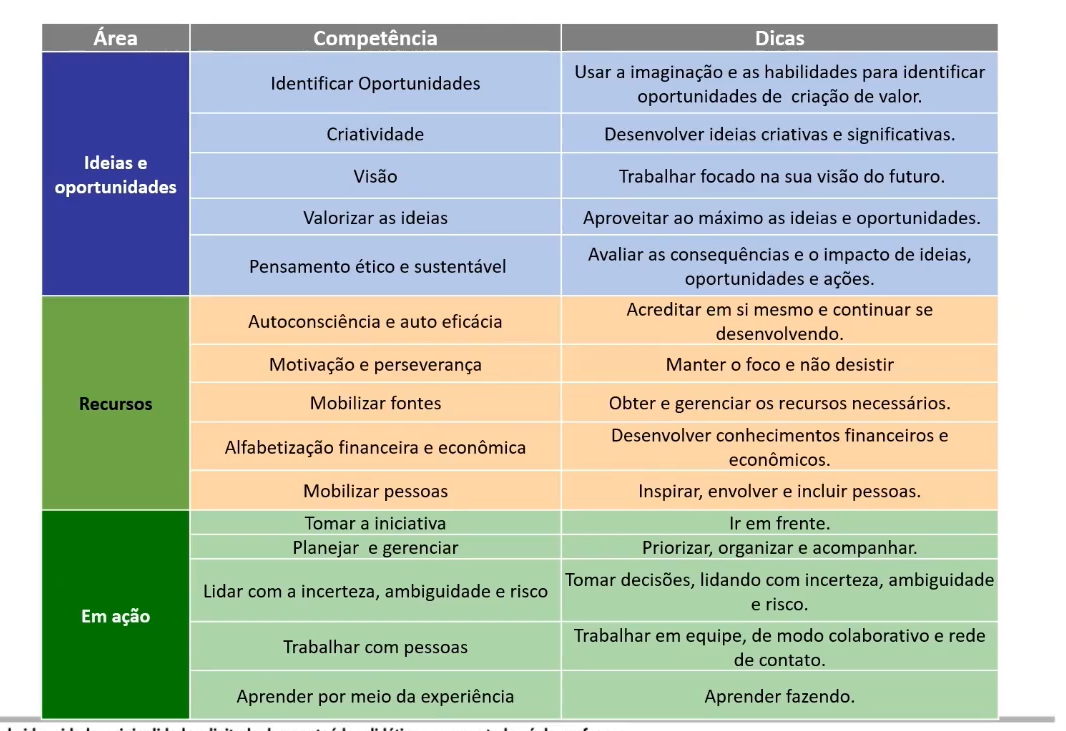 Área Competência Dicas
Ideias e
oportunidades
Identificar Oportunidades
Usar a imaginação e as habilidades para identificar
oportunidades de criação de valor.
Criatividade
Desenvolver ideias criativas e significativas.
Visão
Trabalhar focado na sua visão do futuro.
Valorizar as ideias
Aproveitar ao máximo as ideias e oportunidades.
Pensamento ético e sustentável
Avaliar as consequências e o impacto de ideias,
oportunidades e ações.
Recursos
Autoconsciência e auto eficácia
Acreditar em si mesmo e continuar se
desenvolvendo.
Motivação e perseverança
Manter o foco e não desistir
Mobilizar fontes
Obter e gerenciar os recursos necessários.
Alfabetização financeira e econômica
Desenvolver conhecimentos financeiros e
econômicos.
Mobilizar pessoas
Inspirar, envolver e incluir pessoas.
Em ação
Tomar a iniciativa
Ir em frente.
Planejar e gerenciar
Priorizar, organizar e acompanhar.
Lidar com a incerteza, ambiguidade e risco
Tomar decisões, lidando com incerteza, ambiguidade
e risco.
Trabalhar com pessoas
Trabalhar em equipe, de modo colaborativo e rede
de contato.
Aprender por meio da experiência
Aprender fazendo.